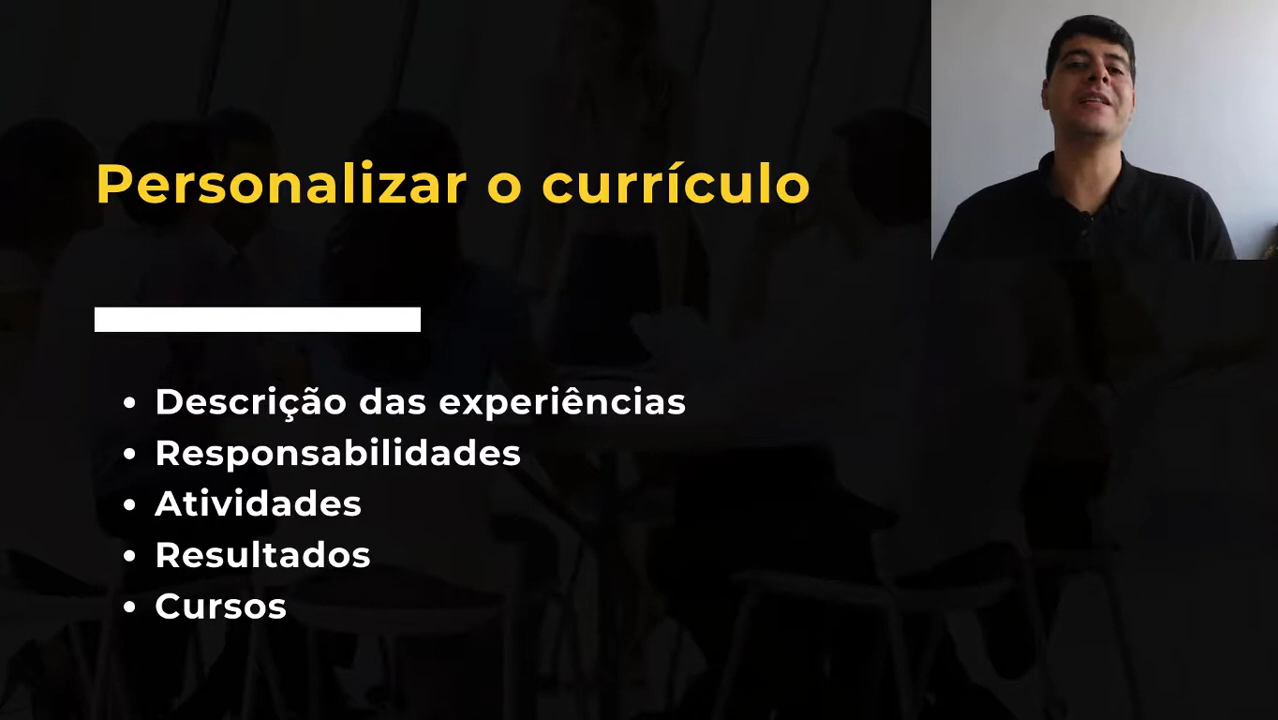 Personalizar o currículo
• Descrição das experiências
• Responsabilidades
• Atividades
• Resultados
• Cursos